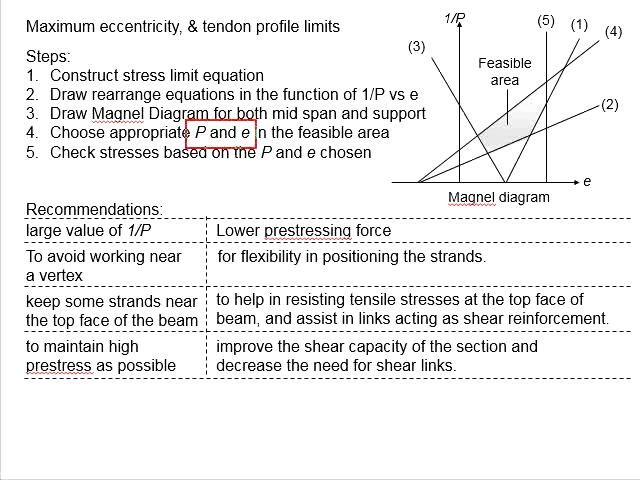 Maximum eccentricity, & tendon profile limits
Steps:
1. Construct stress limit equation
2. Draw rearrange equations in the function of 1/P vs e
3. Draw Magnel Diagram for both mid span and support
4. Choose appropriate P and e in the feasible area
5. Check stresses based on the P and e chosen
1/P
(5)
(1)
(4)
(3)
Feasible
area
(2)
e
Magnel diagram
Recommendations:
large value of 1/P
Lower prestressing force
To avoid working near
a vertex
for flexibility in positioning the strands.
keep some strands near
the top face of the beam
to help in resisting tensile stresses at the top face of
beam, and assist in links acting as shear reinforcement.
to maintain high
prestress as possible
improve the shear capacity of the section and
decrease the need for shear links.